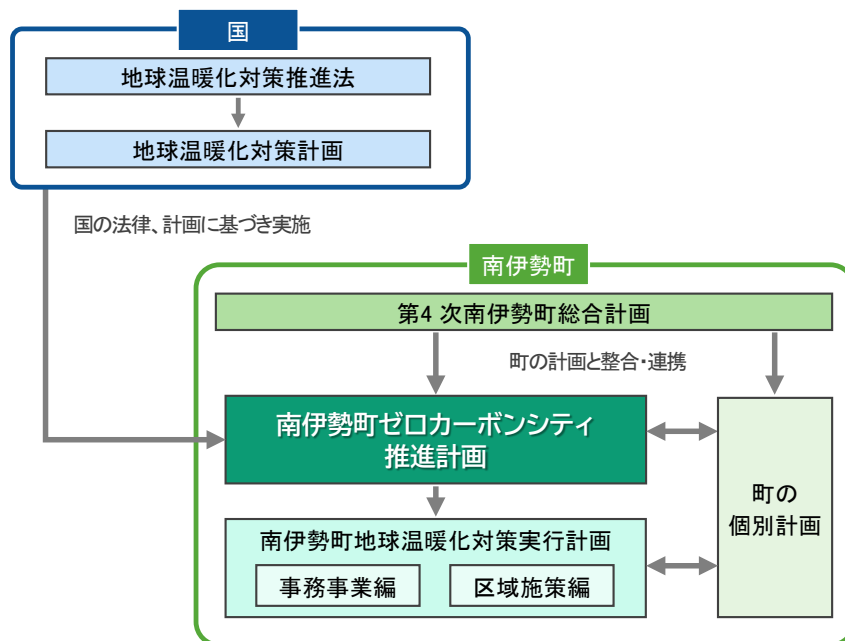 国
地球温暖化対策推進法
地球温暖化対策計画
国の法律、計画に基づき実施
南伊勢町
第4 次南伊勢町総合計画
町の計画と整合・連携
南伊勢町ゼロカーボンシティ
推進計画
町の
個別計画
南伊勢町地球温暖化対策実行計画
事務事業編
区域施策編